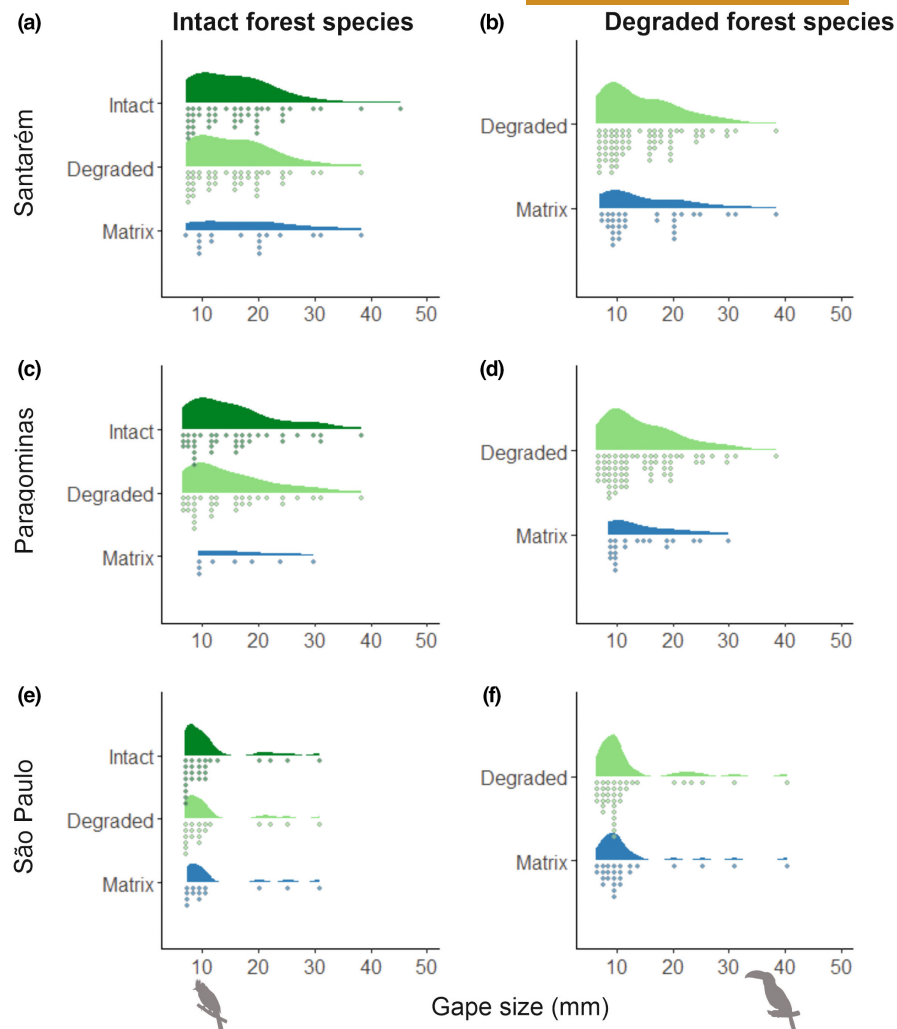 (a) Intact forest species (b) Degraded forest species
Santarém
Intact
Degraded
Matrix
10 20 30 40 50
Degraded
Matrix
10 20 30 40 50
(c) (d)
Paragominas
Intact
Degraded
Matrix
10 20 30 40 50
Degraded
Matrix
10 20 30 40 50
(e) (f)
São Paulo
Intact
Degraded
Matrix
10 20 30 40 50
Degraded
Matrix
10 20 30 40 50
Gape size (mm)